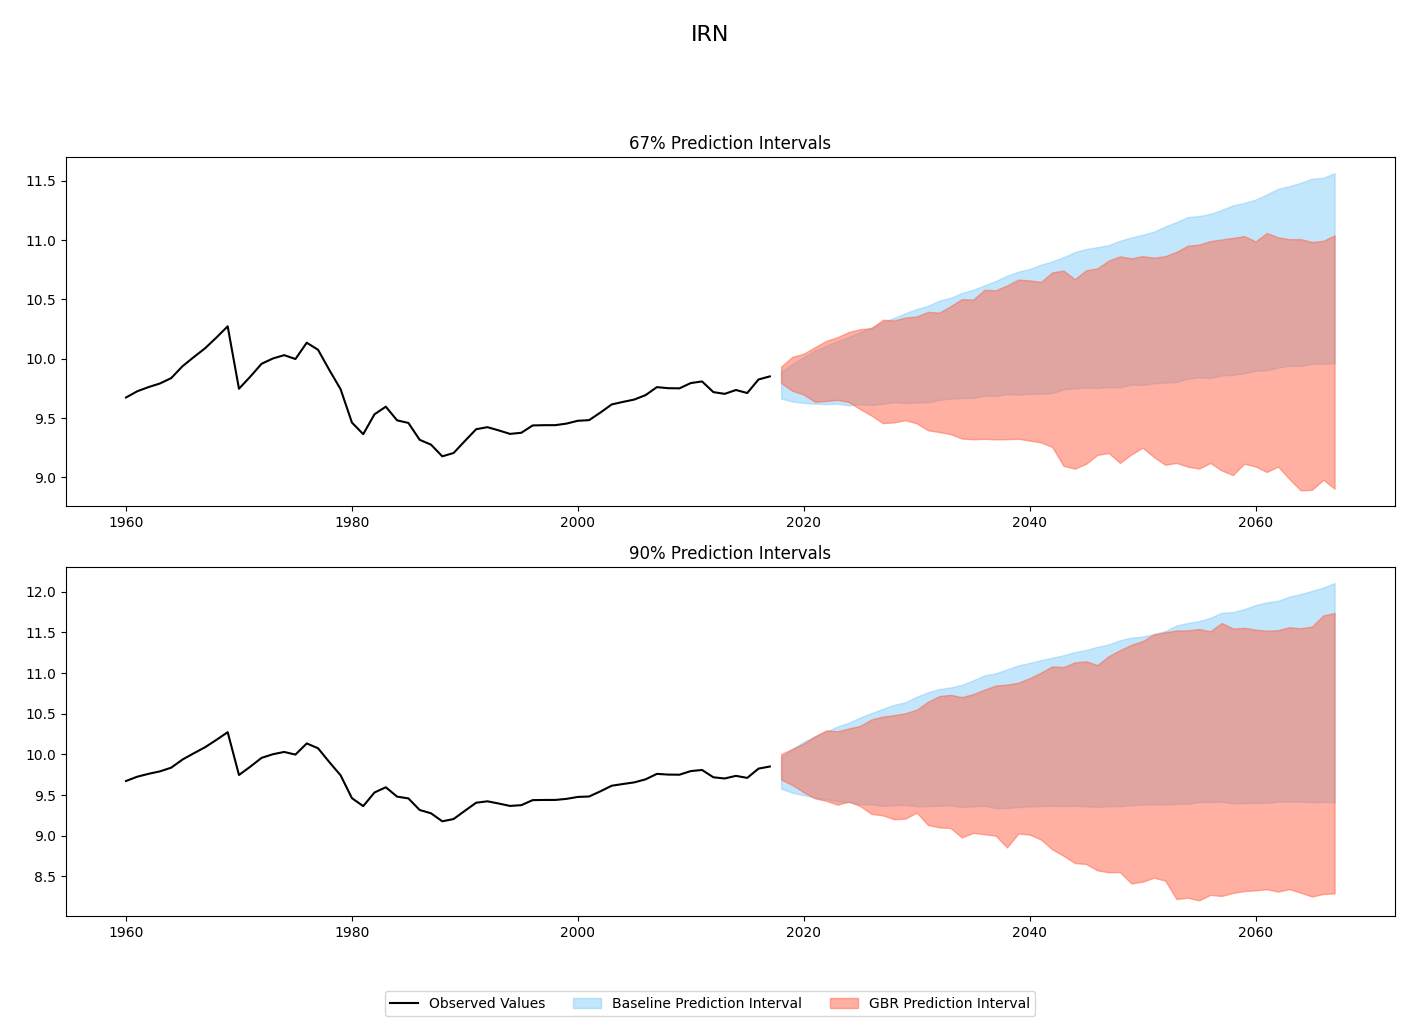 IRN
67% Prediction Intervals
11.5
11.0
10.5
10.0
9.5
9.0
1960 1980 2000 2020 2040 2060
90% Prediction Intervals
12.0
11.5
11.0
10.5
10.0
9.5
9.0
8.5
1960 1980 2000 2020 2040 2060
Observed Values Baseline Prediction Interval GBR Prediction Interval